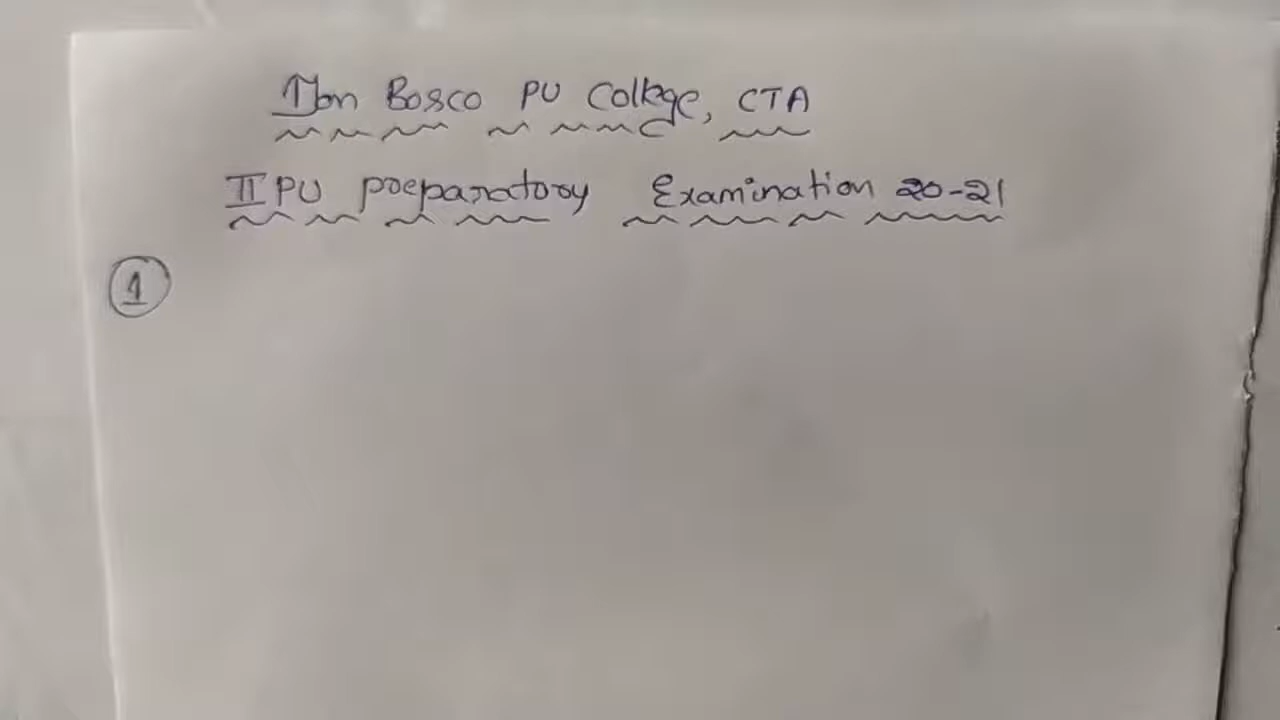 Don Bosco PU College, CTA
II PU preparatory Examination 20-21
1